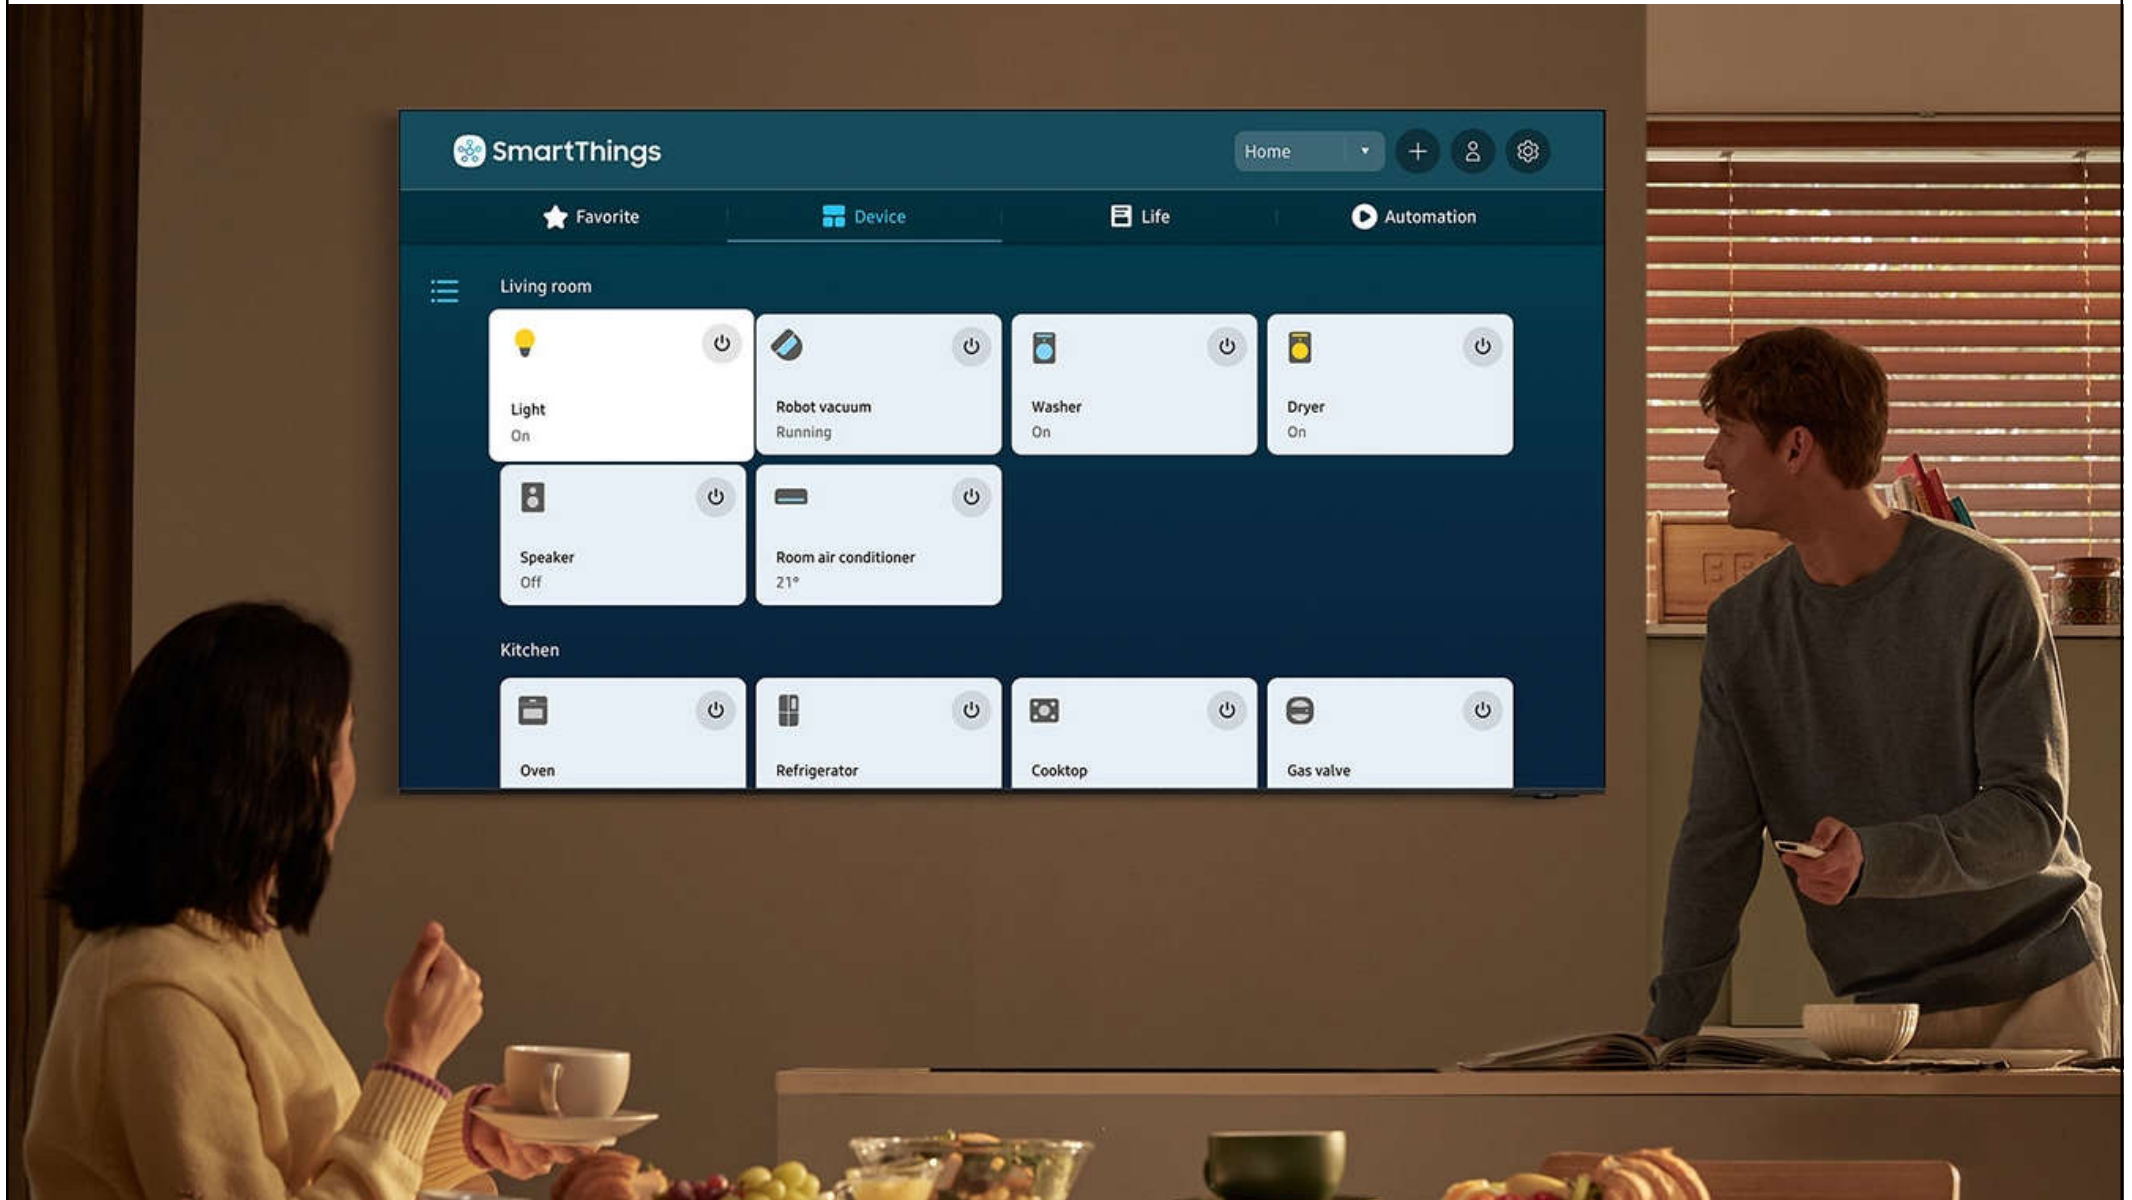 SmartThings
Home
Favorite
Device
Life
Automation
Living room
Light
On
Robot vacuum
Running
Washer
On
Dryer
On
Speaker
Off
Room air conditioner
21°
Kitchen
Oven
Refrigerator
Cooktop
Gas valve